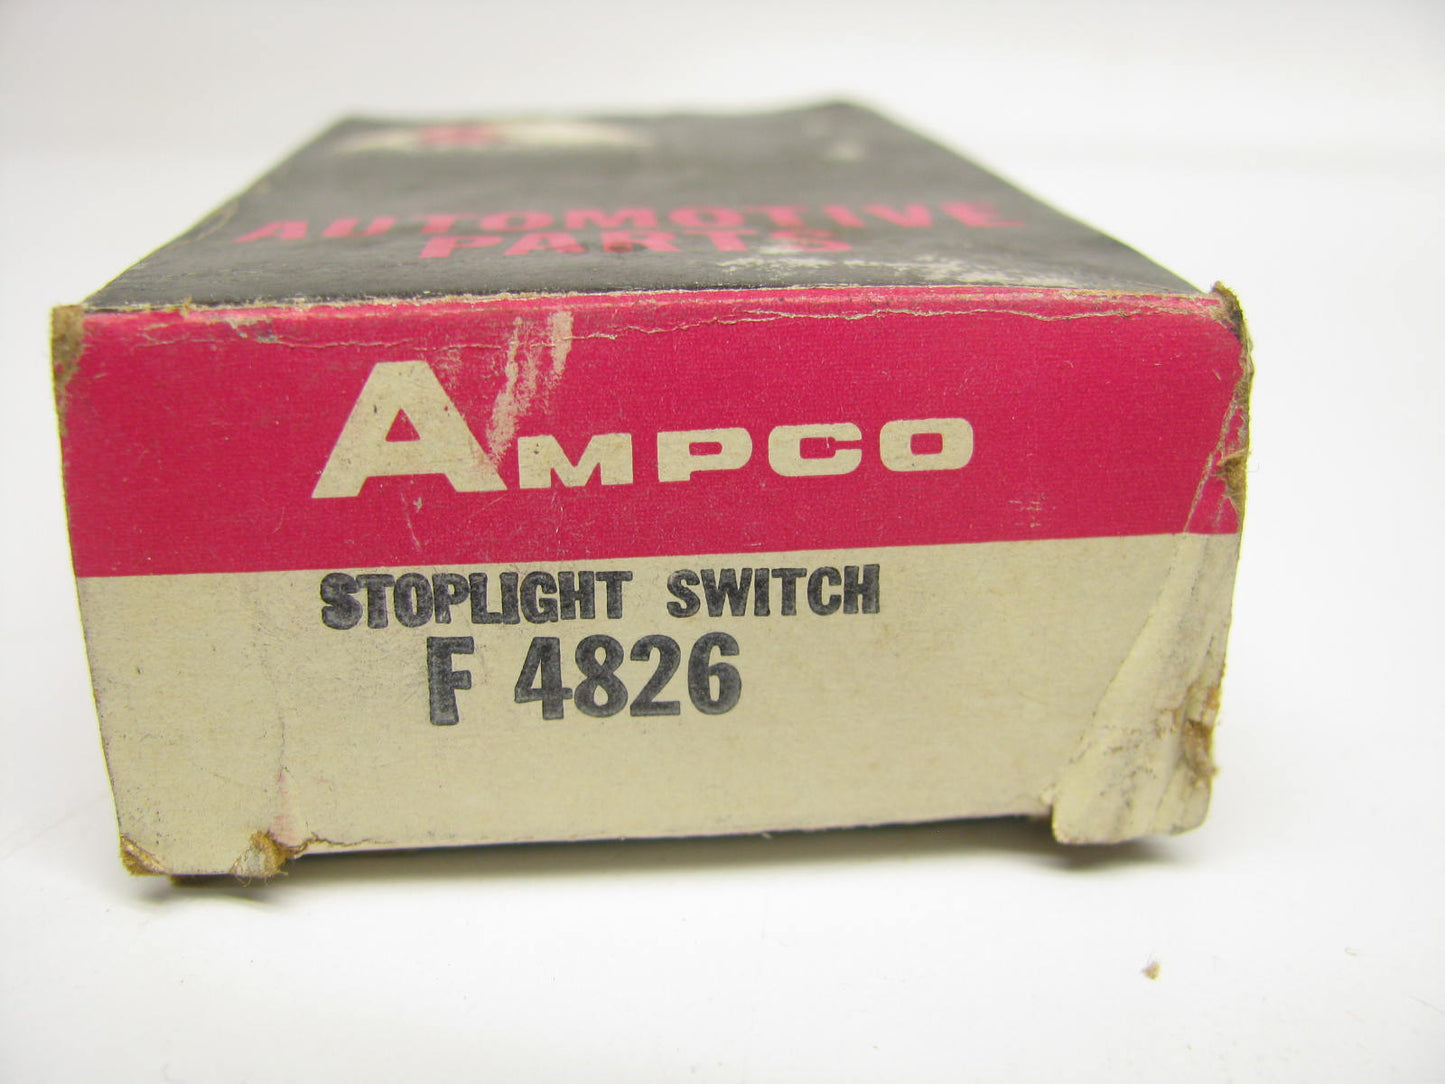 AUTOMOTIVE
PARTS
AMPCO
STOPLIGHT SWITCH
F 4826